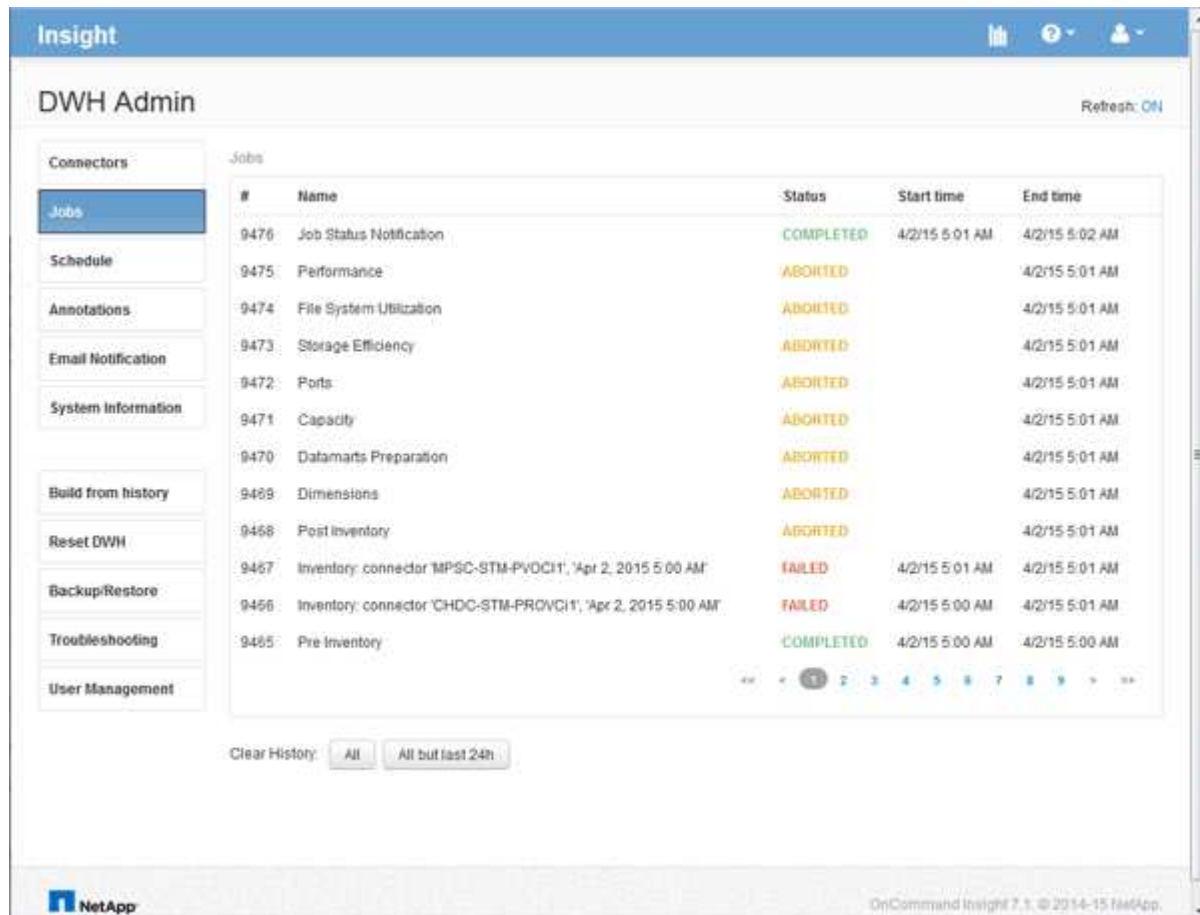 Insight
DWH Admin
Refresh: ON
Connectors
Jobs
Schedule
Annotations
Email Notification
System Information
Build from history
Reset DWH
Backup/Restore
Troubleshooting
User Management
Jobs
# Name Status Start time End time
9476 Job Status Notification COMPLETED 4/2/15 5:01 AM 4/2/15 5:02 AM
9475 Performance ABORTED 4/2/15 5:01 AM
9474 File System Utilization ABORTED 4/2/15 5:01 AM
9473 Storage Efficiency ABORTED 4/2/15 5:01 AM
9472 Ports ABORTED 4/2/15 5:01 AM
9471 Capacity ABORTED 4/2/15 5:01 AM
9470 Datamarts Preparation ABORTED 4/2/15 5:01 AM
9469 Dimensions ABORTED 4/2/15 5:01 AM
9468 Post Inventory ABORTED 4/2/15 5:01 AM
9467 Inventory: connector 'MPSC-STM-PVOCI1', 'Apr 2, 2015 5:00 AM' FAILED 4/2/15 5:01 AM 4/2/15 5:01 AM
9466 Inventory: connector 'CHDC-STM-PROVCI1', 'Apr 2, 2015 5:00 AM' FAILED 4/2/15 5:00 AM 4/2/15 5:01 AM
9465 Pre Inventory COMPLETED 4/2/15 5:00 AM 4/2/15 5:00 AM
<< < 1 2 3 4 5 6 7 8 9 > >>
Clear History: All All but last 24h
NetApp
OnCommand Insight 7.1. © 2014-15 NetApp.